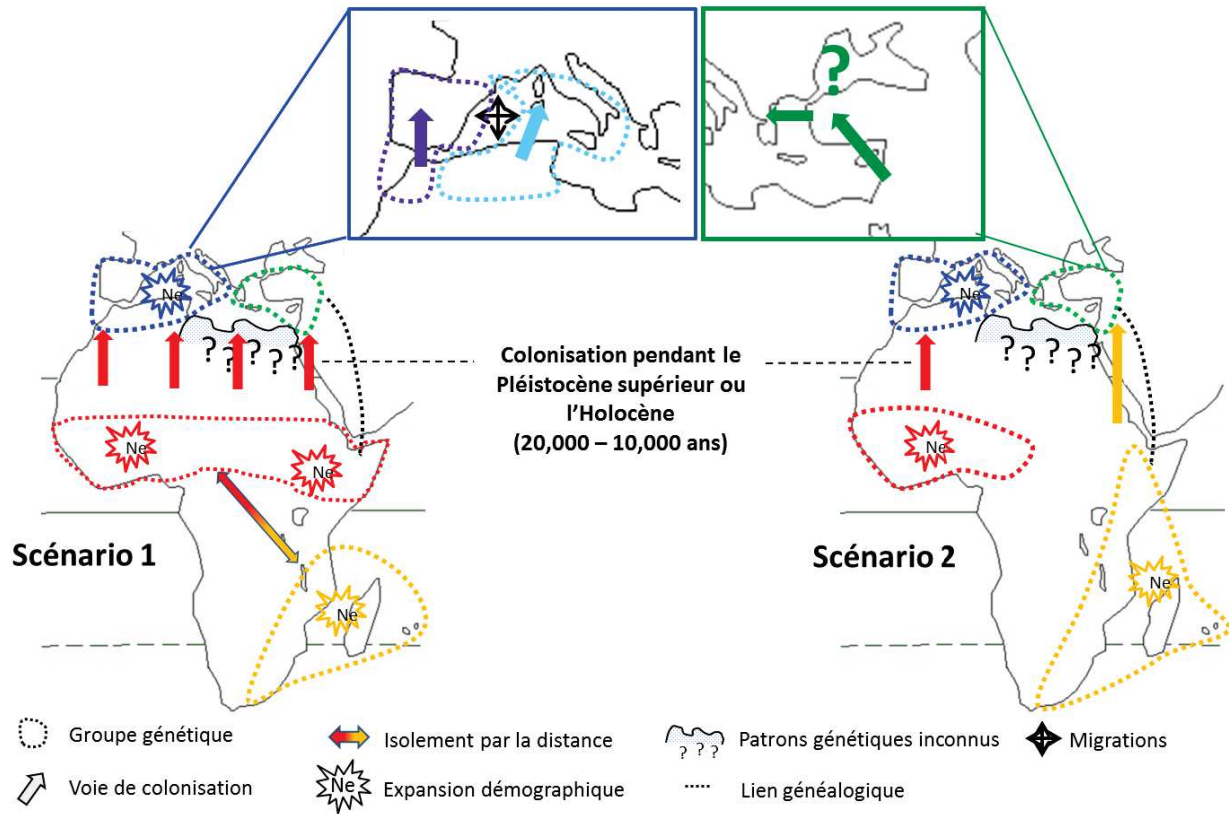 ?
Ne
Ne
? ? ? ? ?
? ? ? ? ?
Colonisation pendant le
Pléistocène supérieur ou
l’Holocène
(20,000 – 10,000 ans)
Ne
Ne
Ne
Scénario 1
Scénario 2
Ne
Ne
Groupe génétique
Isolement par la distance
? ? ?
Patrons génétiques inconnus
Migrations
Voie de colonisation
Ne
Expansion démographique
Lien généalogique